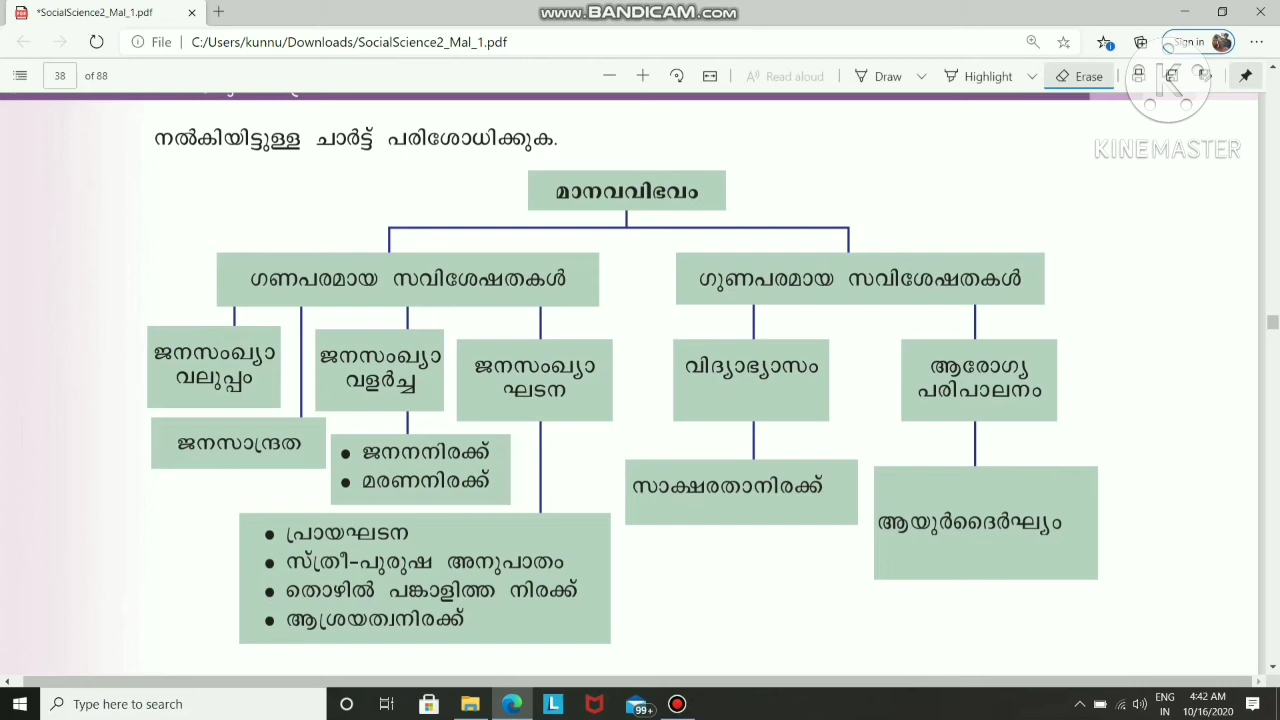 www.BANDICAM.com
*SocialScience2_Mal_1.pdf
File
C:/Users/kunnu/Downloads/SocialScience2_Mal_1.pdf
Sign in
38 of 88
Read aloud
Draw
Highlight
Erase
KINEMASTER
നൽകിയിട്ടുള്ള ചാർട്ട് പരിശോധിക്കുക.
മാനവവിഭവം
ഗണപരമായ സവിശേഷതകൾ
ഗുണപരമായ സവിശേഷതകൾ
ജനസംഖ്യാ
വലുപ്പം
ജനസംഖ്യാ
വളർച്ച
ജനസംഖ്യാ
ഘടന
വിദ്യാഭ്യാസം
ആരോഗ്യ
പരിപാലനം
ജനസാന്ദ്രത
• ജനനനിരക്ക്
• മരണനിരക്ക്
സാക്ഷരതാനിരക്ക്
ആയുർദൈർഘ്യം
• പ്രായഘടന
• സ്ത്രീ-പുരുഷ അനുപാതം
• തൊഴിൽ പങ്കാളിത്ത നിരക്ക്
• ആശ്രയത്വനിരക്ക്
Type here to search
99+
ENG
IN
4:42 AM
10/16/2020